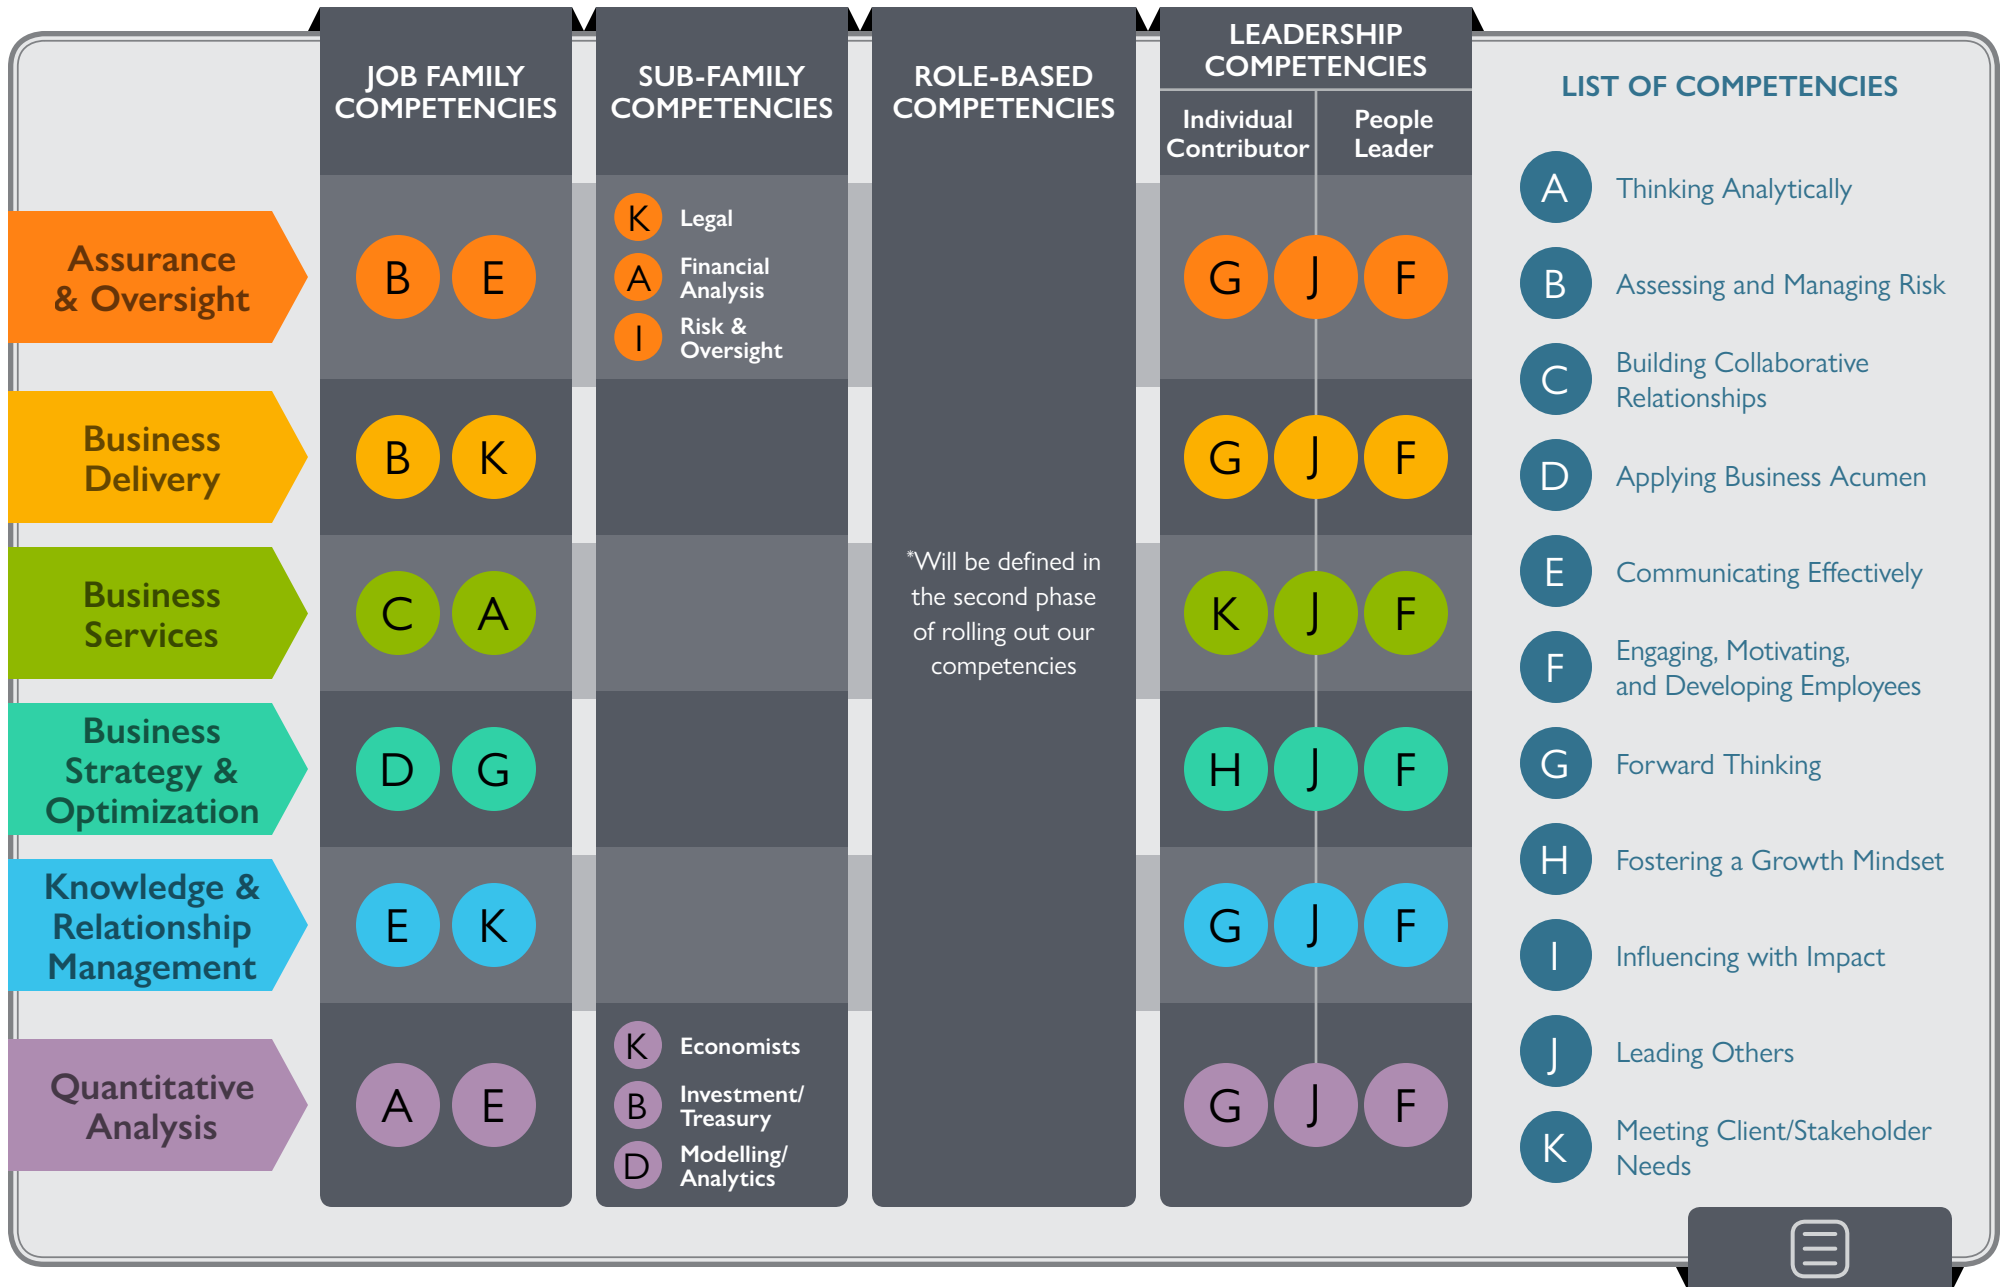 JOB FAMILY
COMPETENCIES
SUB-FAMILY
COMPETENCIES
ROLE-BASED
COMPETENCIES
LEADERSHIP
COMPETENCIES
Individual
Contributor
People
Leader
Assurance
& Oversight
B E
K Legal
A Financial
Analysis
I Risk &
Oversight
G J F
Business
Delivery
B K
G J F
Business
Services
C A
K J F
*Will be defined in
the second phase
of rolling out our
competencies
Business
Strategy &
Optimization
D G
H J F
Knowledge &
Relationship
Management
E K
G J F
Quantitative
Analysis
A E
K Economists
B Investment/
Treasury
D Modelling/
Analytics
G J F
LIST OF COMPETENCIES
A Thinking Analytically
B Assessing and Managing Risk
C Building Collaborative
Relationships
D Applying Business Acumen
E Communicating Effectively
F Engaging, Motivating,
and Developing Employees
G Forward Thinking
H Fostering a Growth Mindset
I Influencing with Impact
J Leading Others
K Meeting Client/Stakeholder
Needs